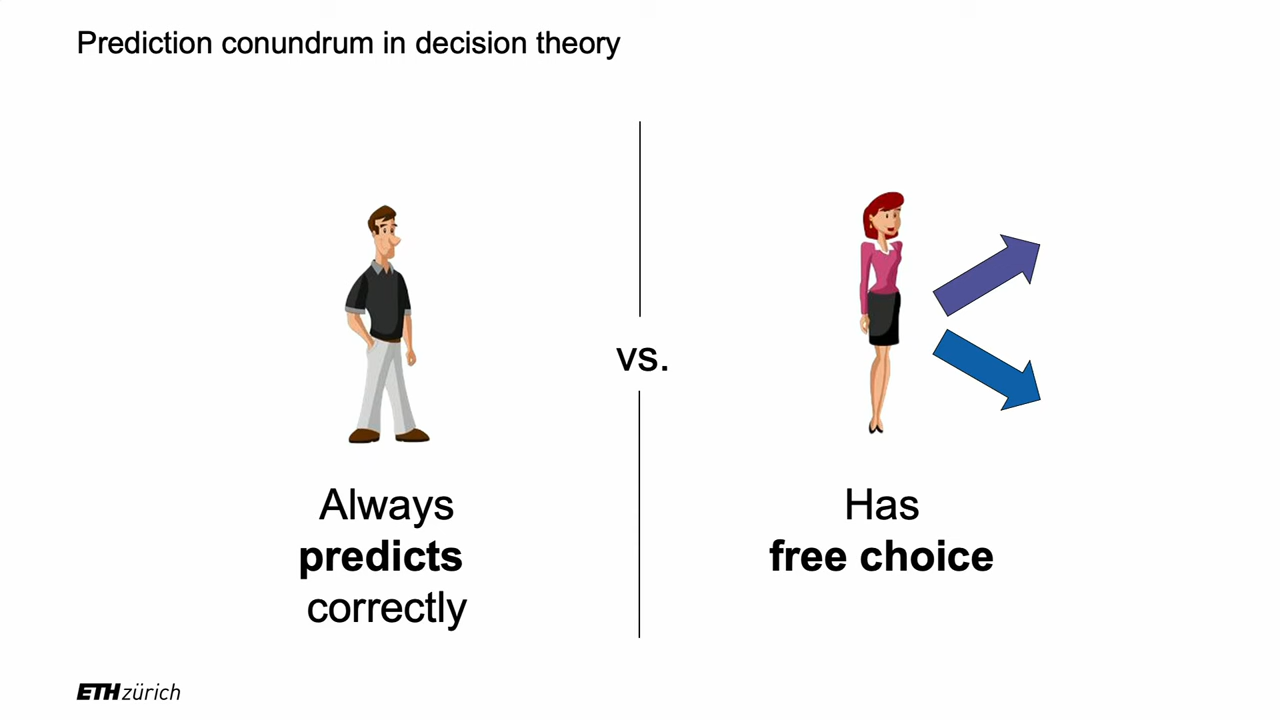 Prediction conundrum in decision theory
vs.
Always
predicts
correctly
Has
free choice
ETH zürich